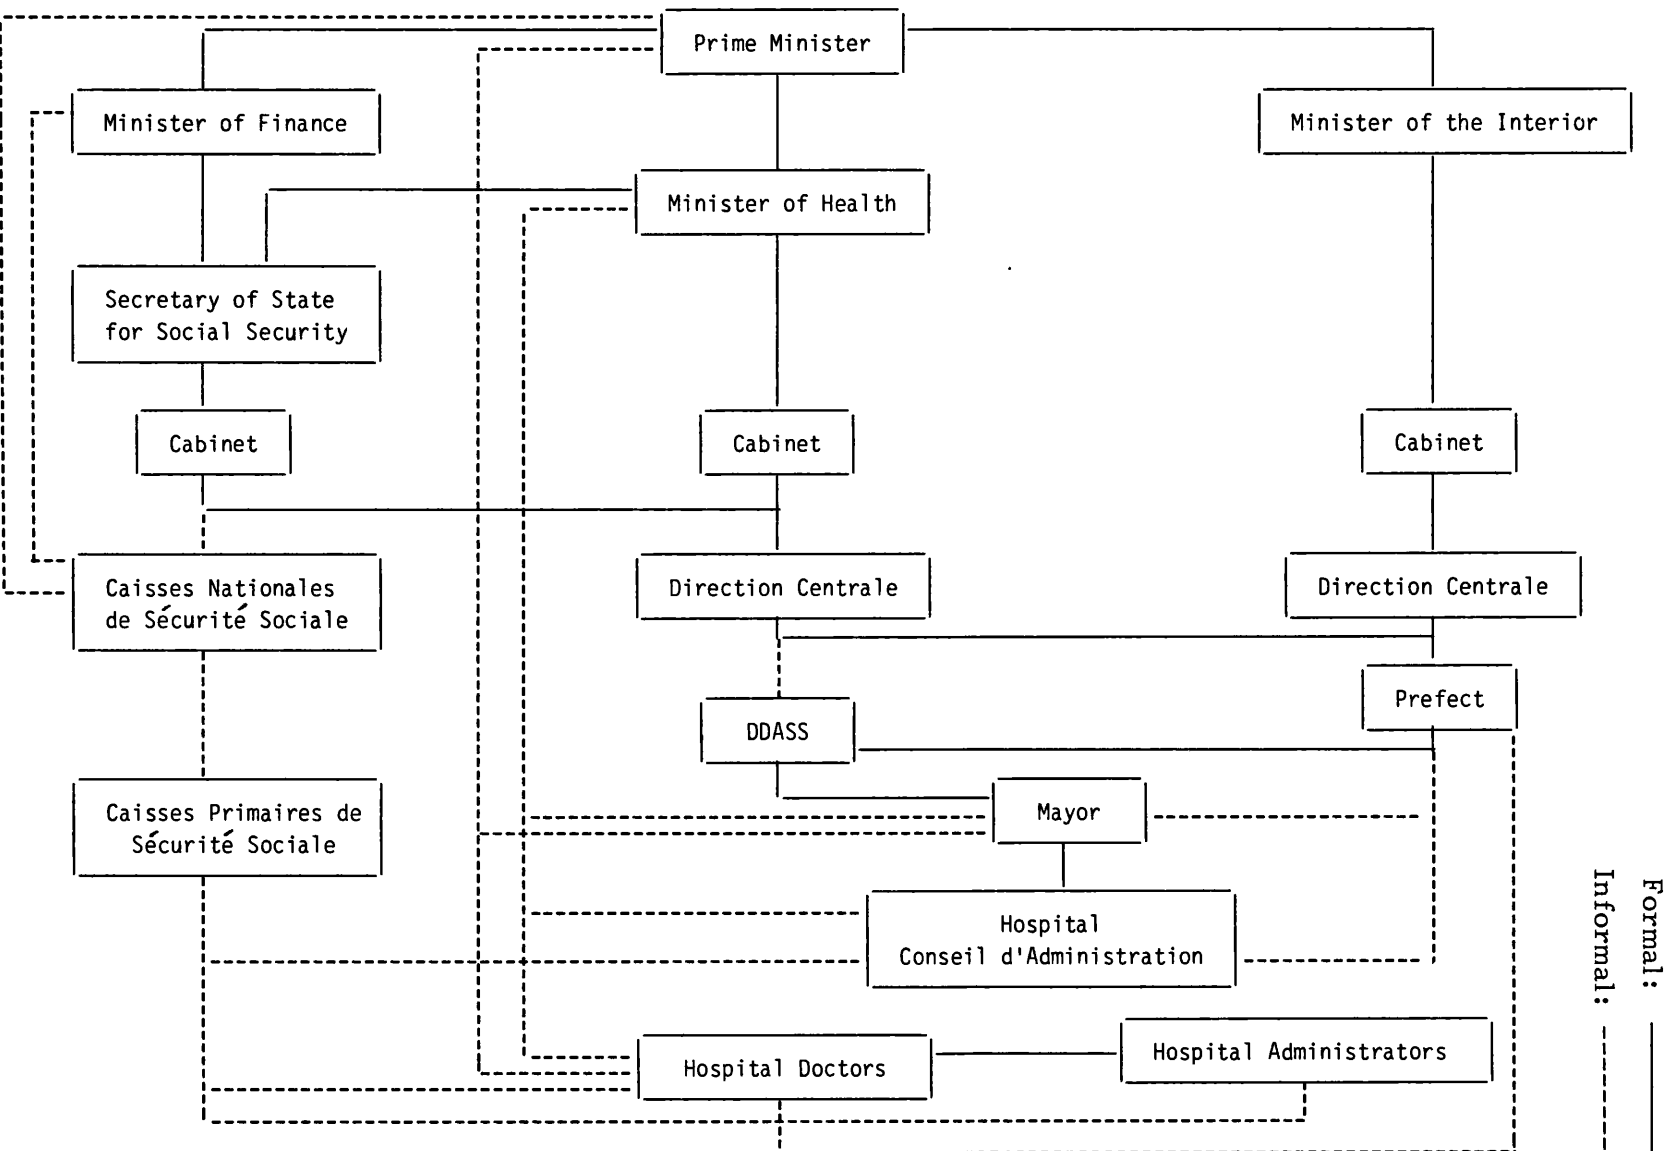 Prime Minister
Minister of Finance
Minister of the Interior
Minister of Health
Secretary of State
for Social Security
Cabinet
Cabinet
Cabinet
Caisses Nationales
de Sécurité Sociale
Direction Centrale
Direction Centrale
Prefect
DDASS
Caisses Primaires de
Sécurité Sociale
Mayor
Hospital
Conseil d'Administration
Hospital Doctors
Hospital Administrators
Formal:
Informal: